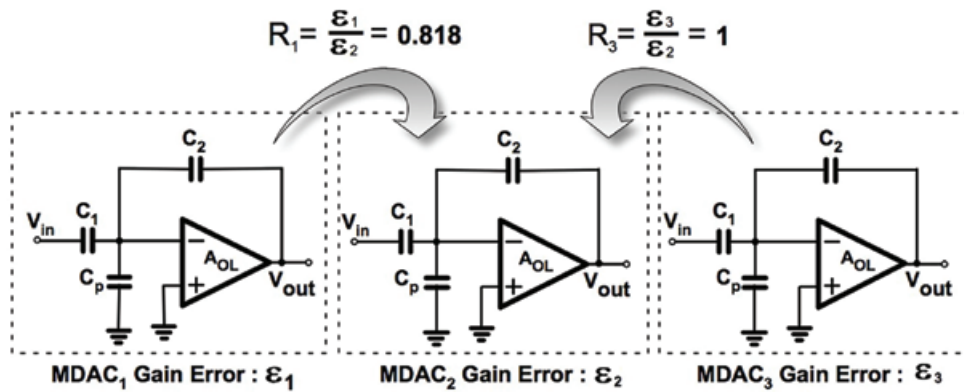 R₁ = ε₁/ε₂ = 0.818
R₃ = ε₃/ε₂ = 1
C₂
C₁
Vin
Cp
AOL
Vout
−
+
C₂
C₁
Vin
Cp
AOL
Vout
−
+
C₂
C₁
Vin
Cp
AOL
Vout
−
+
MDAC₁ Gain Error : ε₁
MDAC₂ Gain Error : ε₂
MDAC₃ Gain Error : ε₃